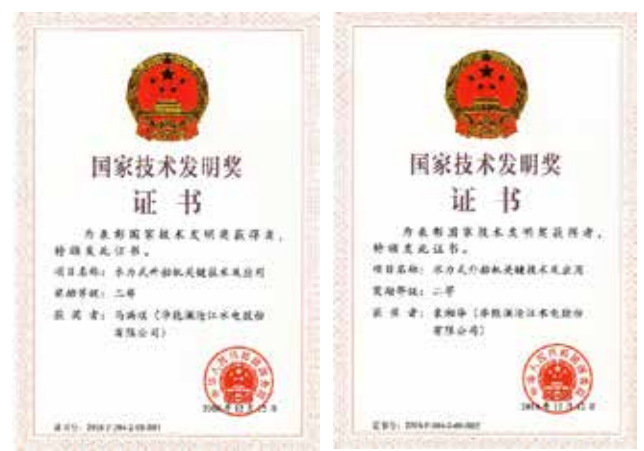 国家技术发明奖
证书
为表彰国家技术发明奖获得者，
特颁发此证书。
项目名称：水力式升船机关键技术及应用
奖励等级：二等
获奖者：马洪琪（华能澜沧江水电股份
有限公司）
国家技术发明奖
证书
为表彰国家技术发明奖获得者，
特颁发此证书。
项目名称：水力式升船机关键技术及应用
奖励等级：二等
获奖者：袁湘华（华能澜沧江水电股份
有限公司）